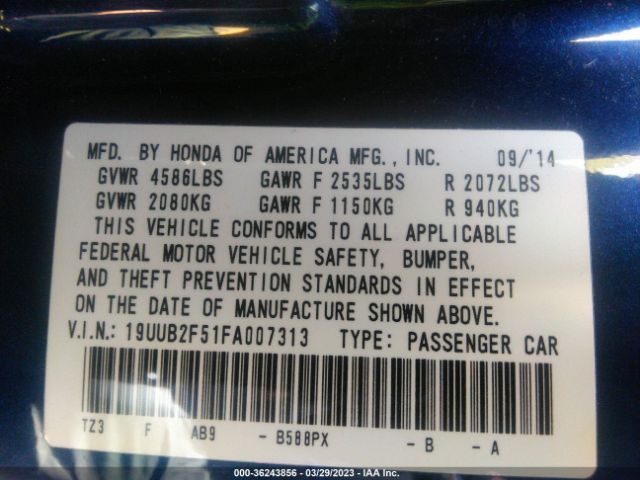 MFD. BY HONDA OF AMERICA MFG., INC. 09/'14
GVWR 4586LBS GAWR F 2535LBS R 2072LBS
GVWR 2080KG GAWR F 1150KG R 940KG
THIS VEHICLE CONFORMS TO ALL APPLICABLE
FEDERAL MOTOR VEHICLE SAFETY, BUMPER,
AND THEFT PREVENTION STANDARDS IN EFFECT
ON THE DATE OF MANUFACTURE SHOWN ABOVE.
V.I.N.: 19UUB2F51FA007313 TYPE: PASSENGER CAR
TZ3 F AB9 - B588PX - B - A
000-36243856 - 03/29/2023 - IAA Inc.